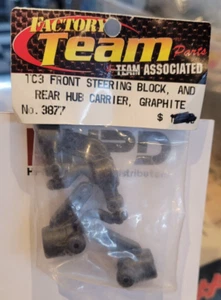 FACTORY
Team Parts
TEAM ASSOCIATED
TC3 FRONT STEERING BLOCK, AND
REAR HUB CARRIER, GRAPHITE
No. 3877
$